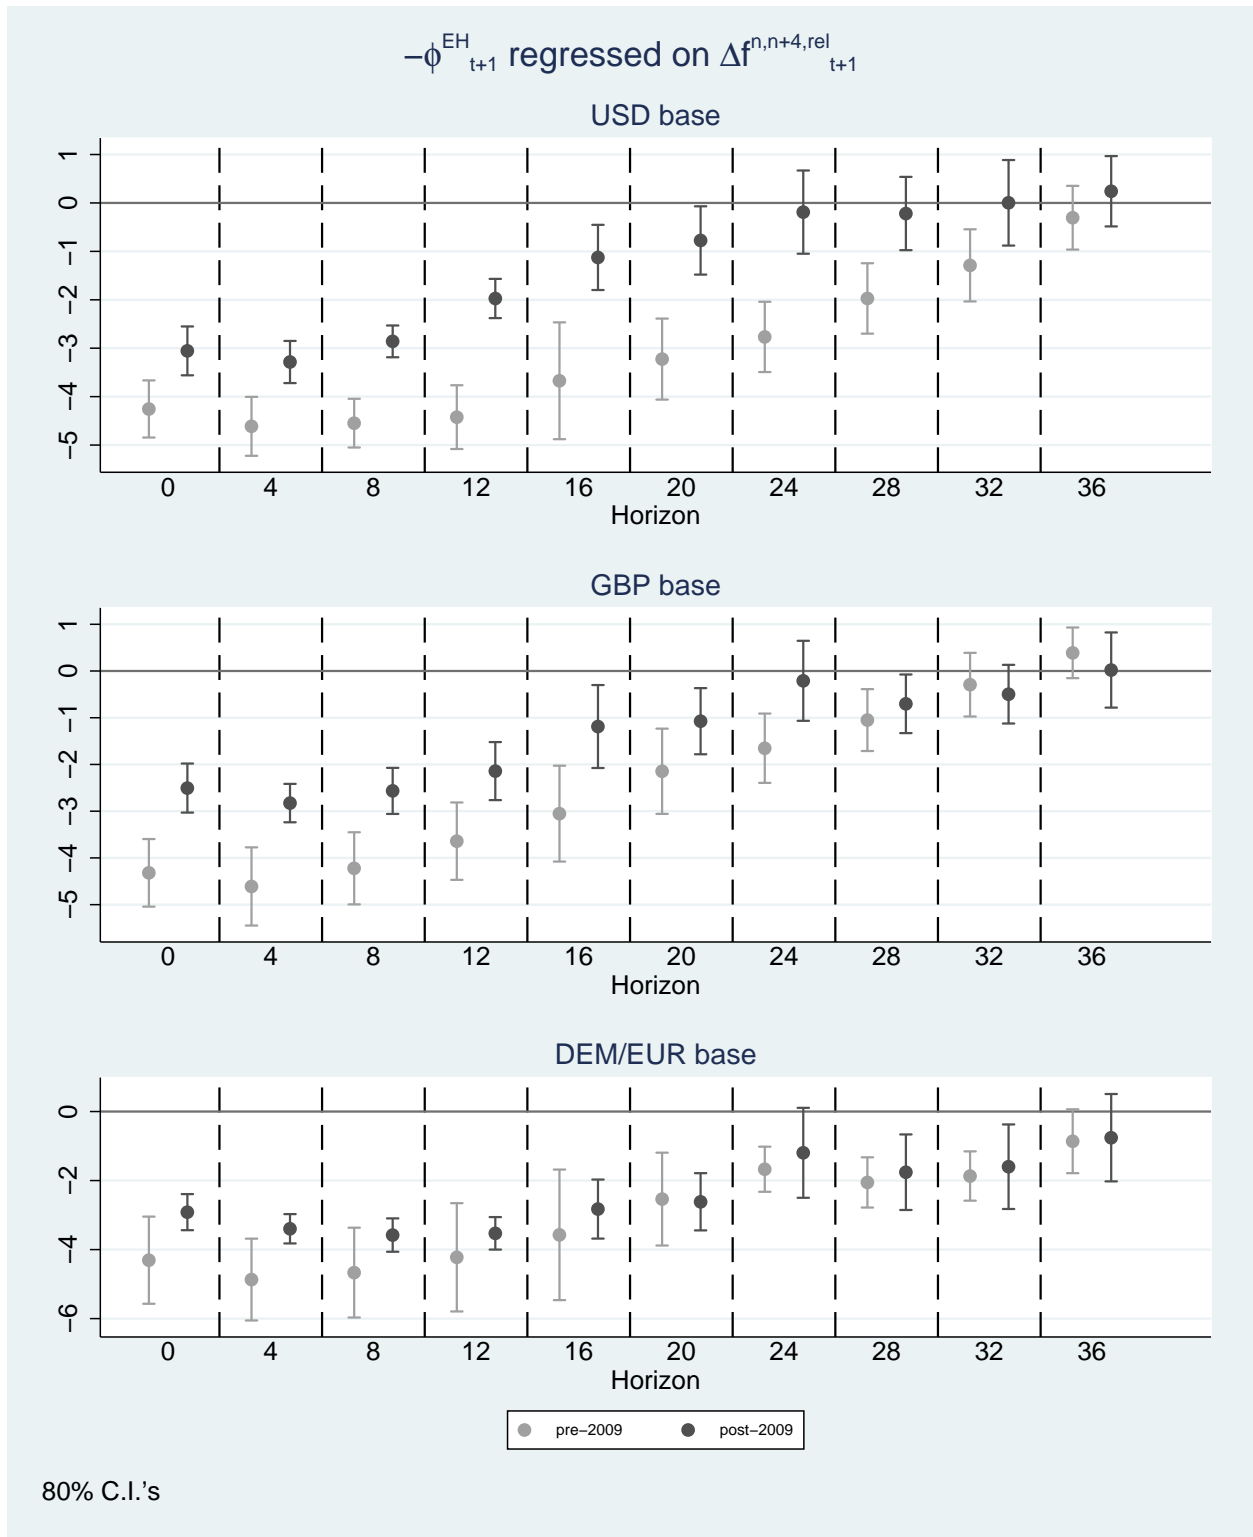 −ϕ^EH_t+1 regressed on Δf^n,n+4,rel_t+1
USD base
1
0
−1
−2
−3
−4
−5
0 4 8 12 16 20 24 28 32 36
Horizon
GBP base
1
0
−1
−2
−3
−4
−5
0 4 8 12 16 20 24 28 32 36
Horizon
DEM/EUR base
0
−2
−4
−6
0 4 8 12 16 20 24 28 32 36
Horizon
pre−2009 post−2009
80% C.I.'s